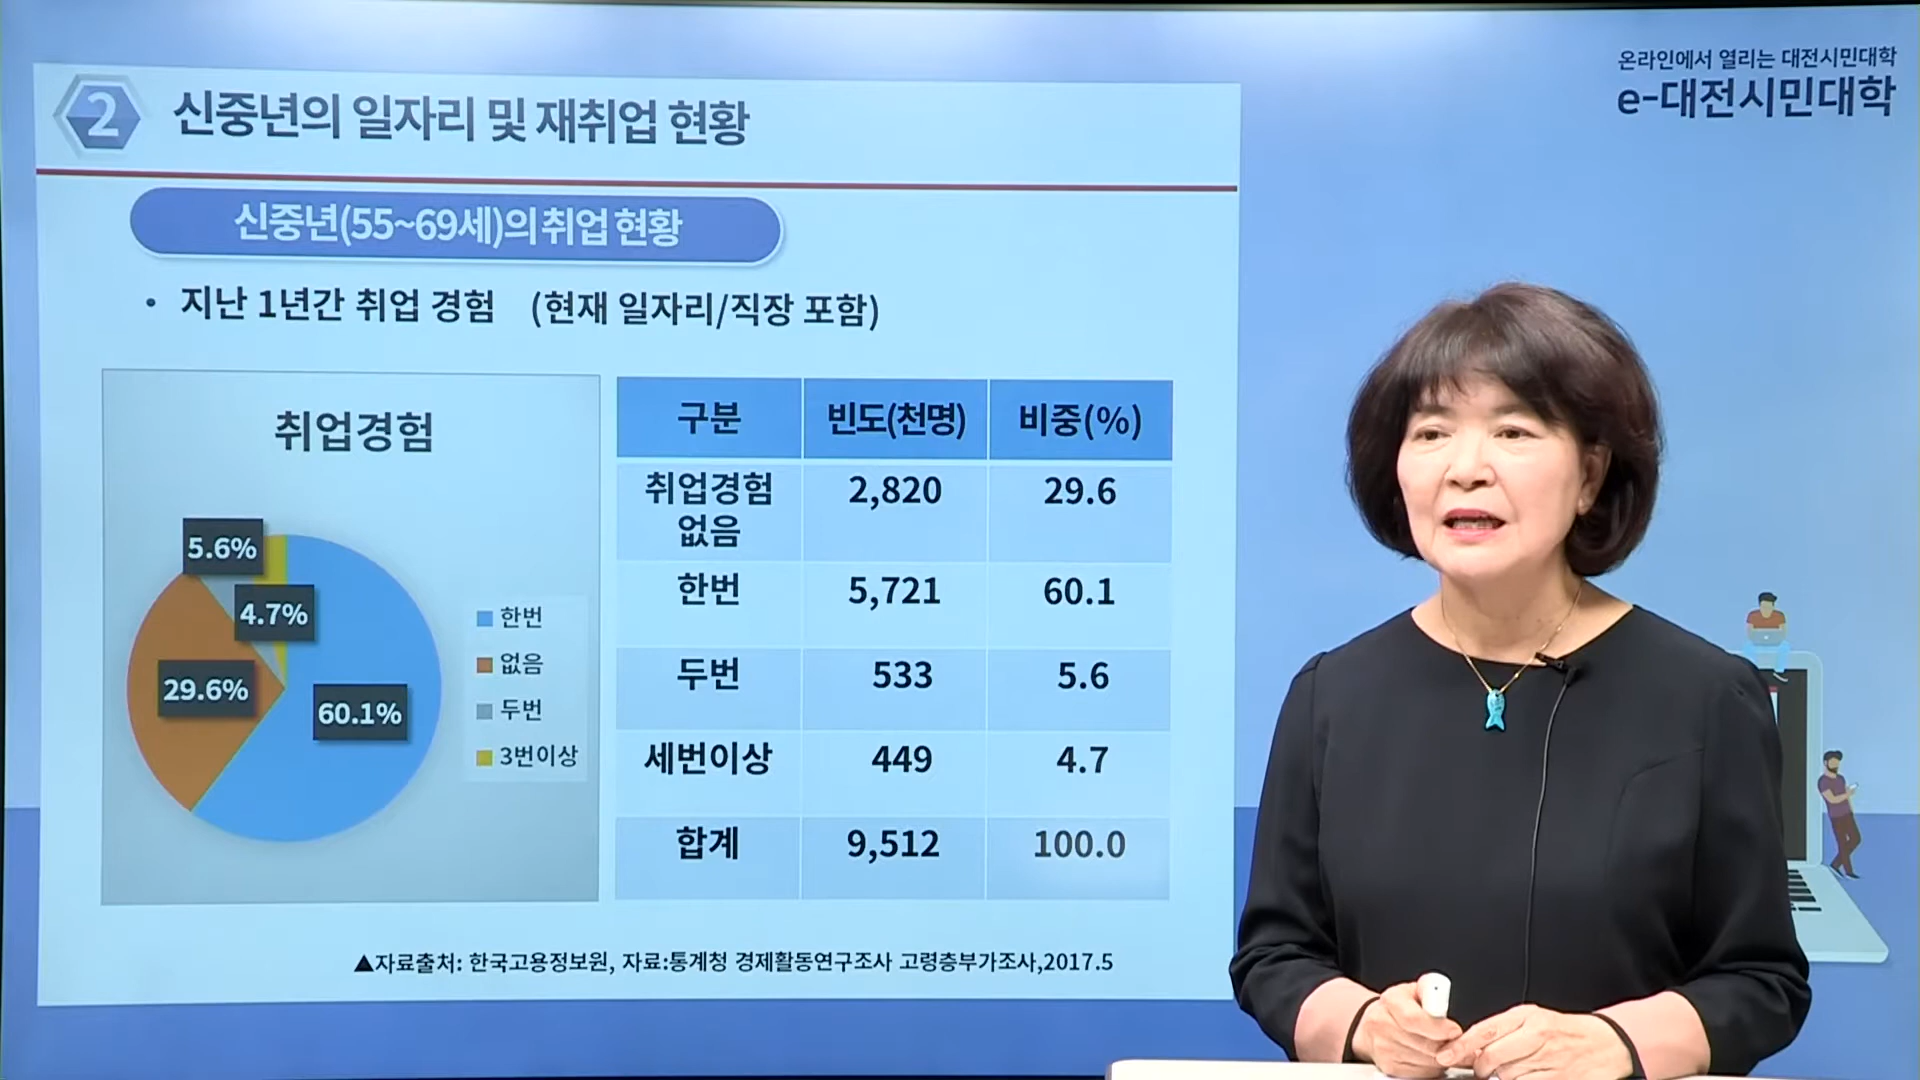 온라인에서 열리는 대전시민대학
e-대전시민대학
2 신중년의 일자리 및 재취업 현황
신중년(55~69세)의 취업 현황
• 지난 1년간 취업 경험 (현재 일자리/직장 포함)
취업경험
5.6%
4.7%
29.6%
60.1%
한번
없음
두번
3번이상
구분 빈도(천명) 비중(%)
취업경험
없음 2,820 29.6
한번 5,721 60.1
두번 533 5.6
세번이상 449 4.7
합계 9,512 100.0
▲자료출처: 한국고용정보원, 자료:통계청 경제활동연구조사 고령층부가조사,2017.5